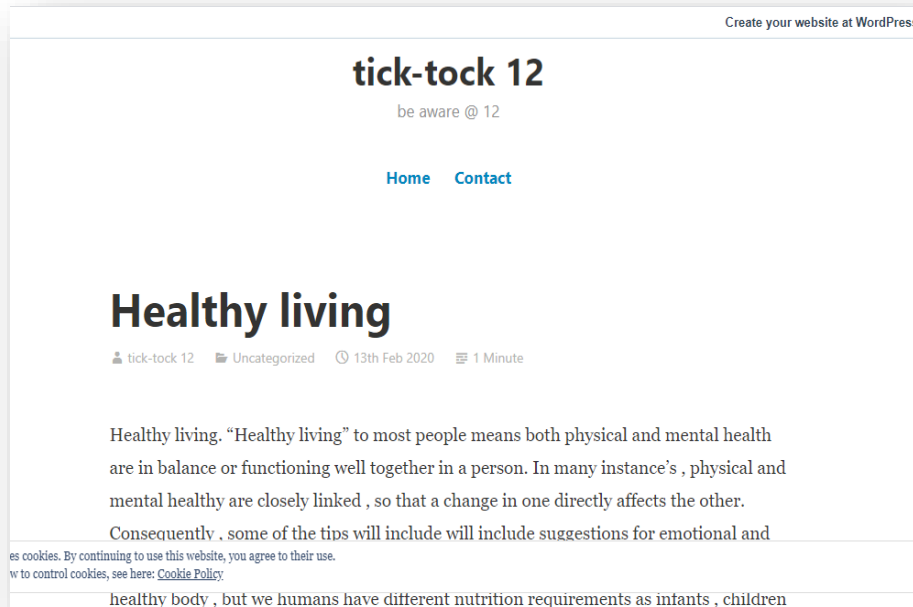 Create your website at WordPress
tick-tock 12
be aware @ 12
Home Contact
Healthy living
tick-tock 12 Uncategorized 13th Feb 2020 1 Minute
Healthy living. “Healthy living” to most people means both physical and mental health
are in balance or functioning well together in a person. In many instance’s , physical and
mental healthy are closely linked , so that a change in one directly affects the other.
Consequently , some of the tips will include will include suggestions for emotional and
es cookies. By continuing to use this website, you agree to their use.
w to control cookies, see here: Cookie Policy
healthy body , but we humans have different nutrition requirements as infants , children